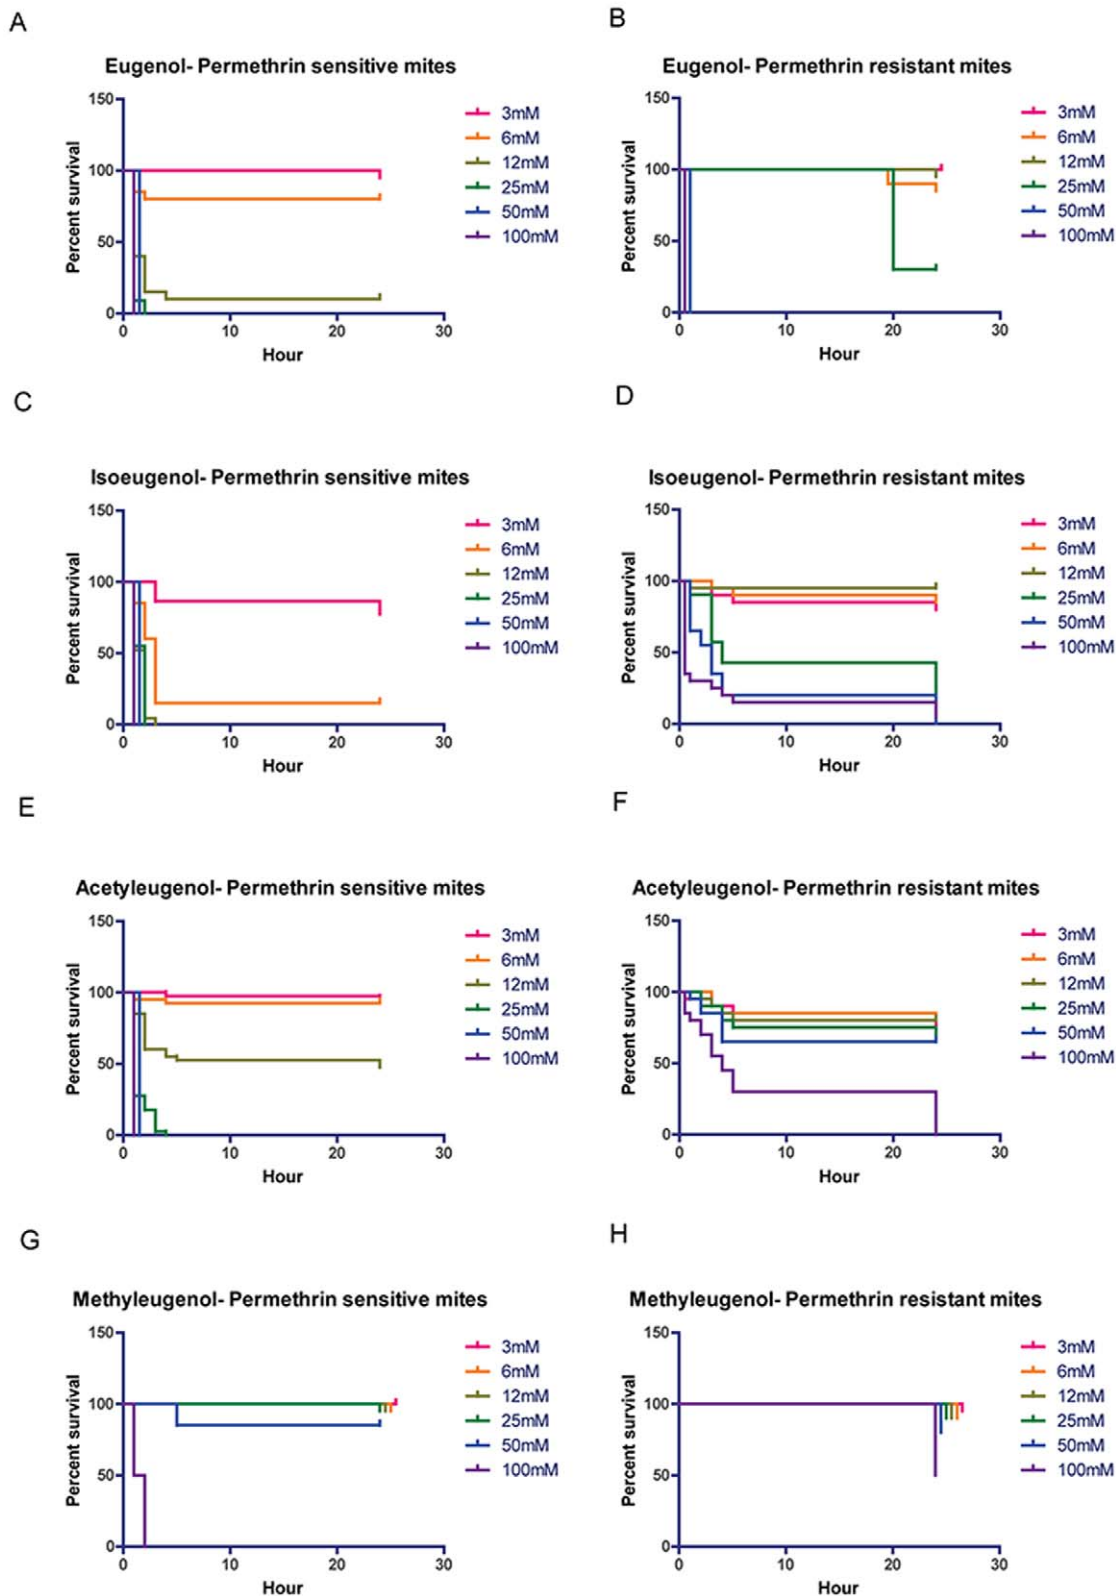 A
Eugenol- Permethrin sensitive mites
150
100
50
0
0 10 20 30
Percent survival
Hour
3mM
6mM
12mM
25mM
50mM
100mM
B
Eugenol- Permethrin resistant mites
150
100
50
0
0 10 20 30
Percent survival
Hour
3mM
6mM
12mM
25mM
50mM
100mM
C
Isoeugenol- Permethrin sensitive mites
150
100
50
0
0 10 20 30
Percent survival
Hour
3mM
6mM
12mM
25mM
50mM
100mM
D
Isoeugenol- Permethrin resistant mites
150
100
50
0
0 10 20 30
Percent survival
Hour
3mM
6mM
12mM
25mM
50mM
100mM
E
Acetyleugenol- Permethrin sensitive mites
150
100
50
0
0 10 20 30
Percent survival
Hour
3mM
6mM
12mM
25mM
50mM
100mM
F
Acetyleugenol- Permethrin resistant mites
150
100
50
0
0 10 20 30
Percent survival
Hour
3mM
6mM
12mM
25mM
50mM
100mM
G
Methyleugenol- Permethrin sensitive mites
150
100
50
0
0 10 20 30
Percent survival
Hour
3mM
6mM
12mM
25mM
50mM
100mM
H
Methyleugenol- Permethrin resistant mites
150
100
50
0
0 10 20 30
Percent survival
Hour
3mM
6mM
12mM
25mM
50mM
100mM